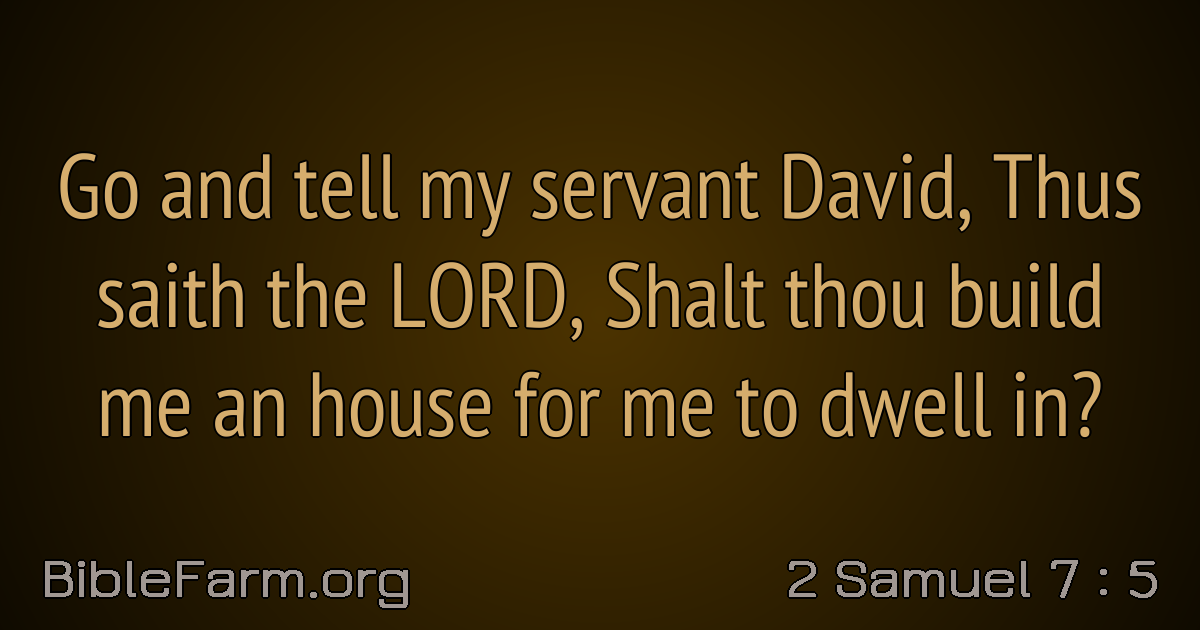 Go and tell my servant David, Thus
saith the LORD, Shalt thou build
me an house for me to dwell in?
BibleFarm.org
2 Samuel 7 : 5